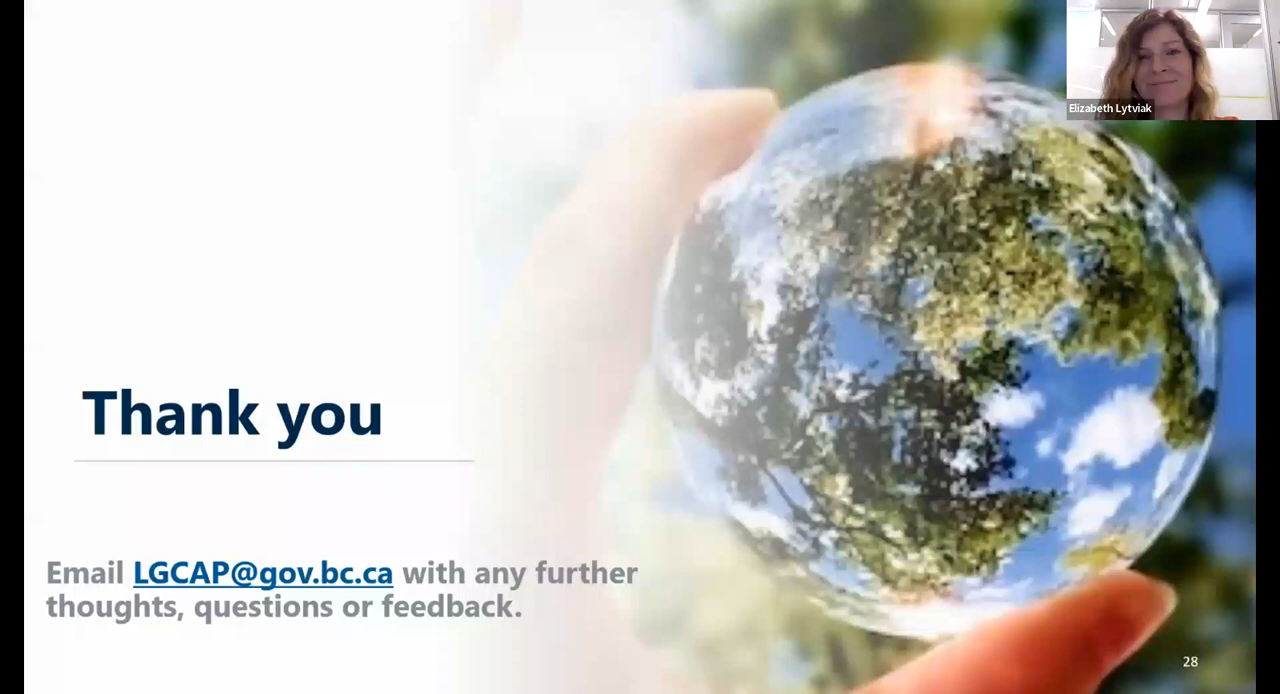 Elizabeth Lytviak
Thank you
Email LGCAP@gov.bc.ca with any further
thoughts, questions or feedback.
28